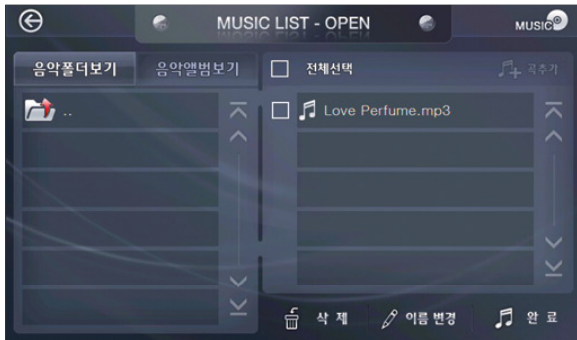 MUSIC LIST - OPEN
MUSIC
음악폴더보기 음악앨범보기
전체선택
곡추가
..
Love Perfume.mp3
삭 제
이름 변경
완 료